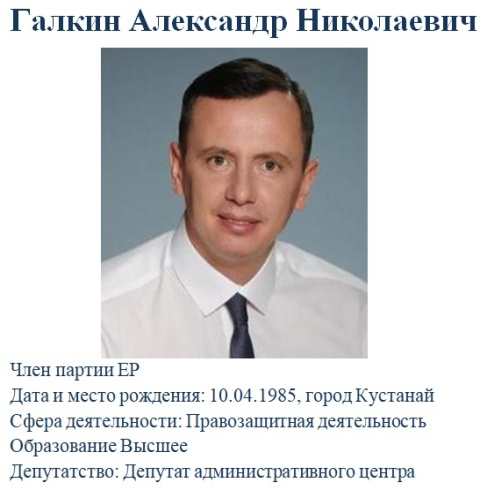 Галкин Александр Николаевич
Член партии ЕР
Дата и место рождения: 10.04.1985, город Кустанай
Сфера деятельности: Правозащитная деятельность
Образование Высшее
Депутатство: Депутат административного центра